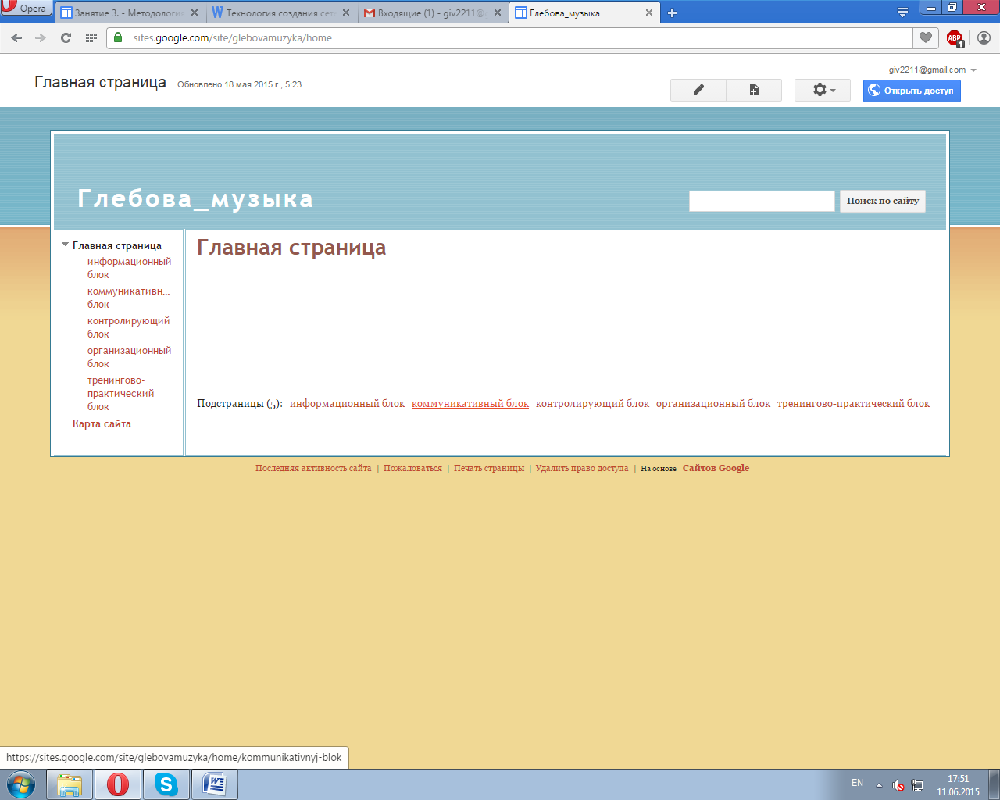 Opera
Занятие 3. - Методология
Технология создания сете
Входящие (1) - giv2211@
Глебова_музыка
sites.google.com/site/glebovamuzyka/home
ABP
1
giv2211@gmail.com
Главная страница
Обновлено 18 мая 2015 г., 5:23
Открыть доступ
Глебова_музыка
Поиск по сайту
Главная страница
информационный
блок
коммуникативн...
блок
контролирующий
блок
организационный
блок
тренингово-
практический
блок
Карта сайта
Главная страница
Подстраницы (5): информационный блок коммуникативный блок контролирующий блок организационный блок тренингово-практический блок
Последняя активность сайта | Пожаловаться | Печать страницы | Удалить право доступа | На основе Сайтов Google
https://sites.google.com/site/glebovamuzyka/home/kommunikativnyj-blok
EN
17:51
11.06.2015